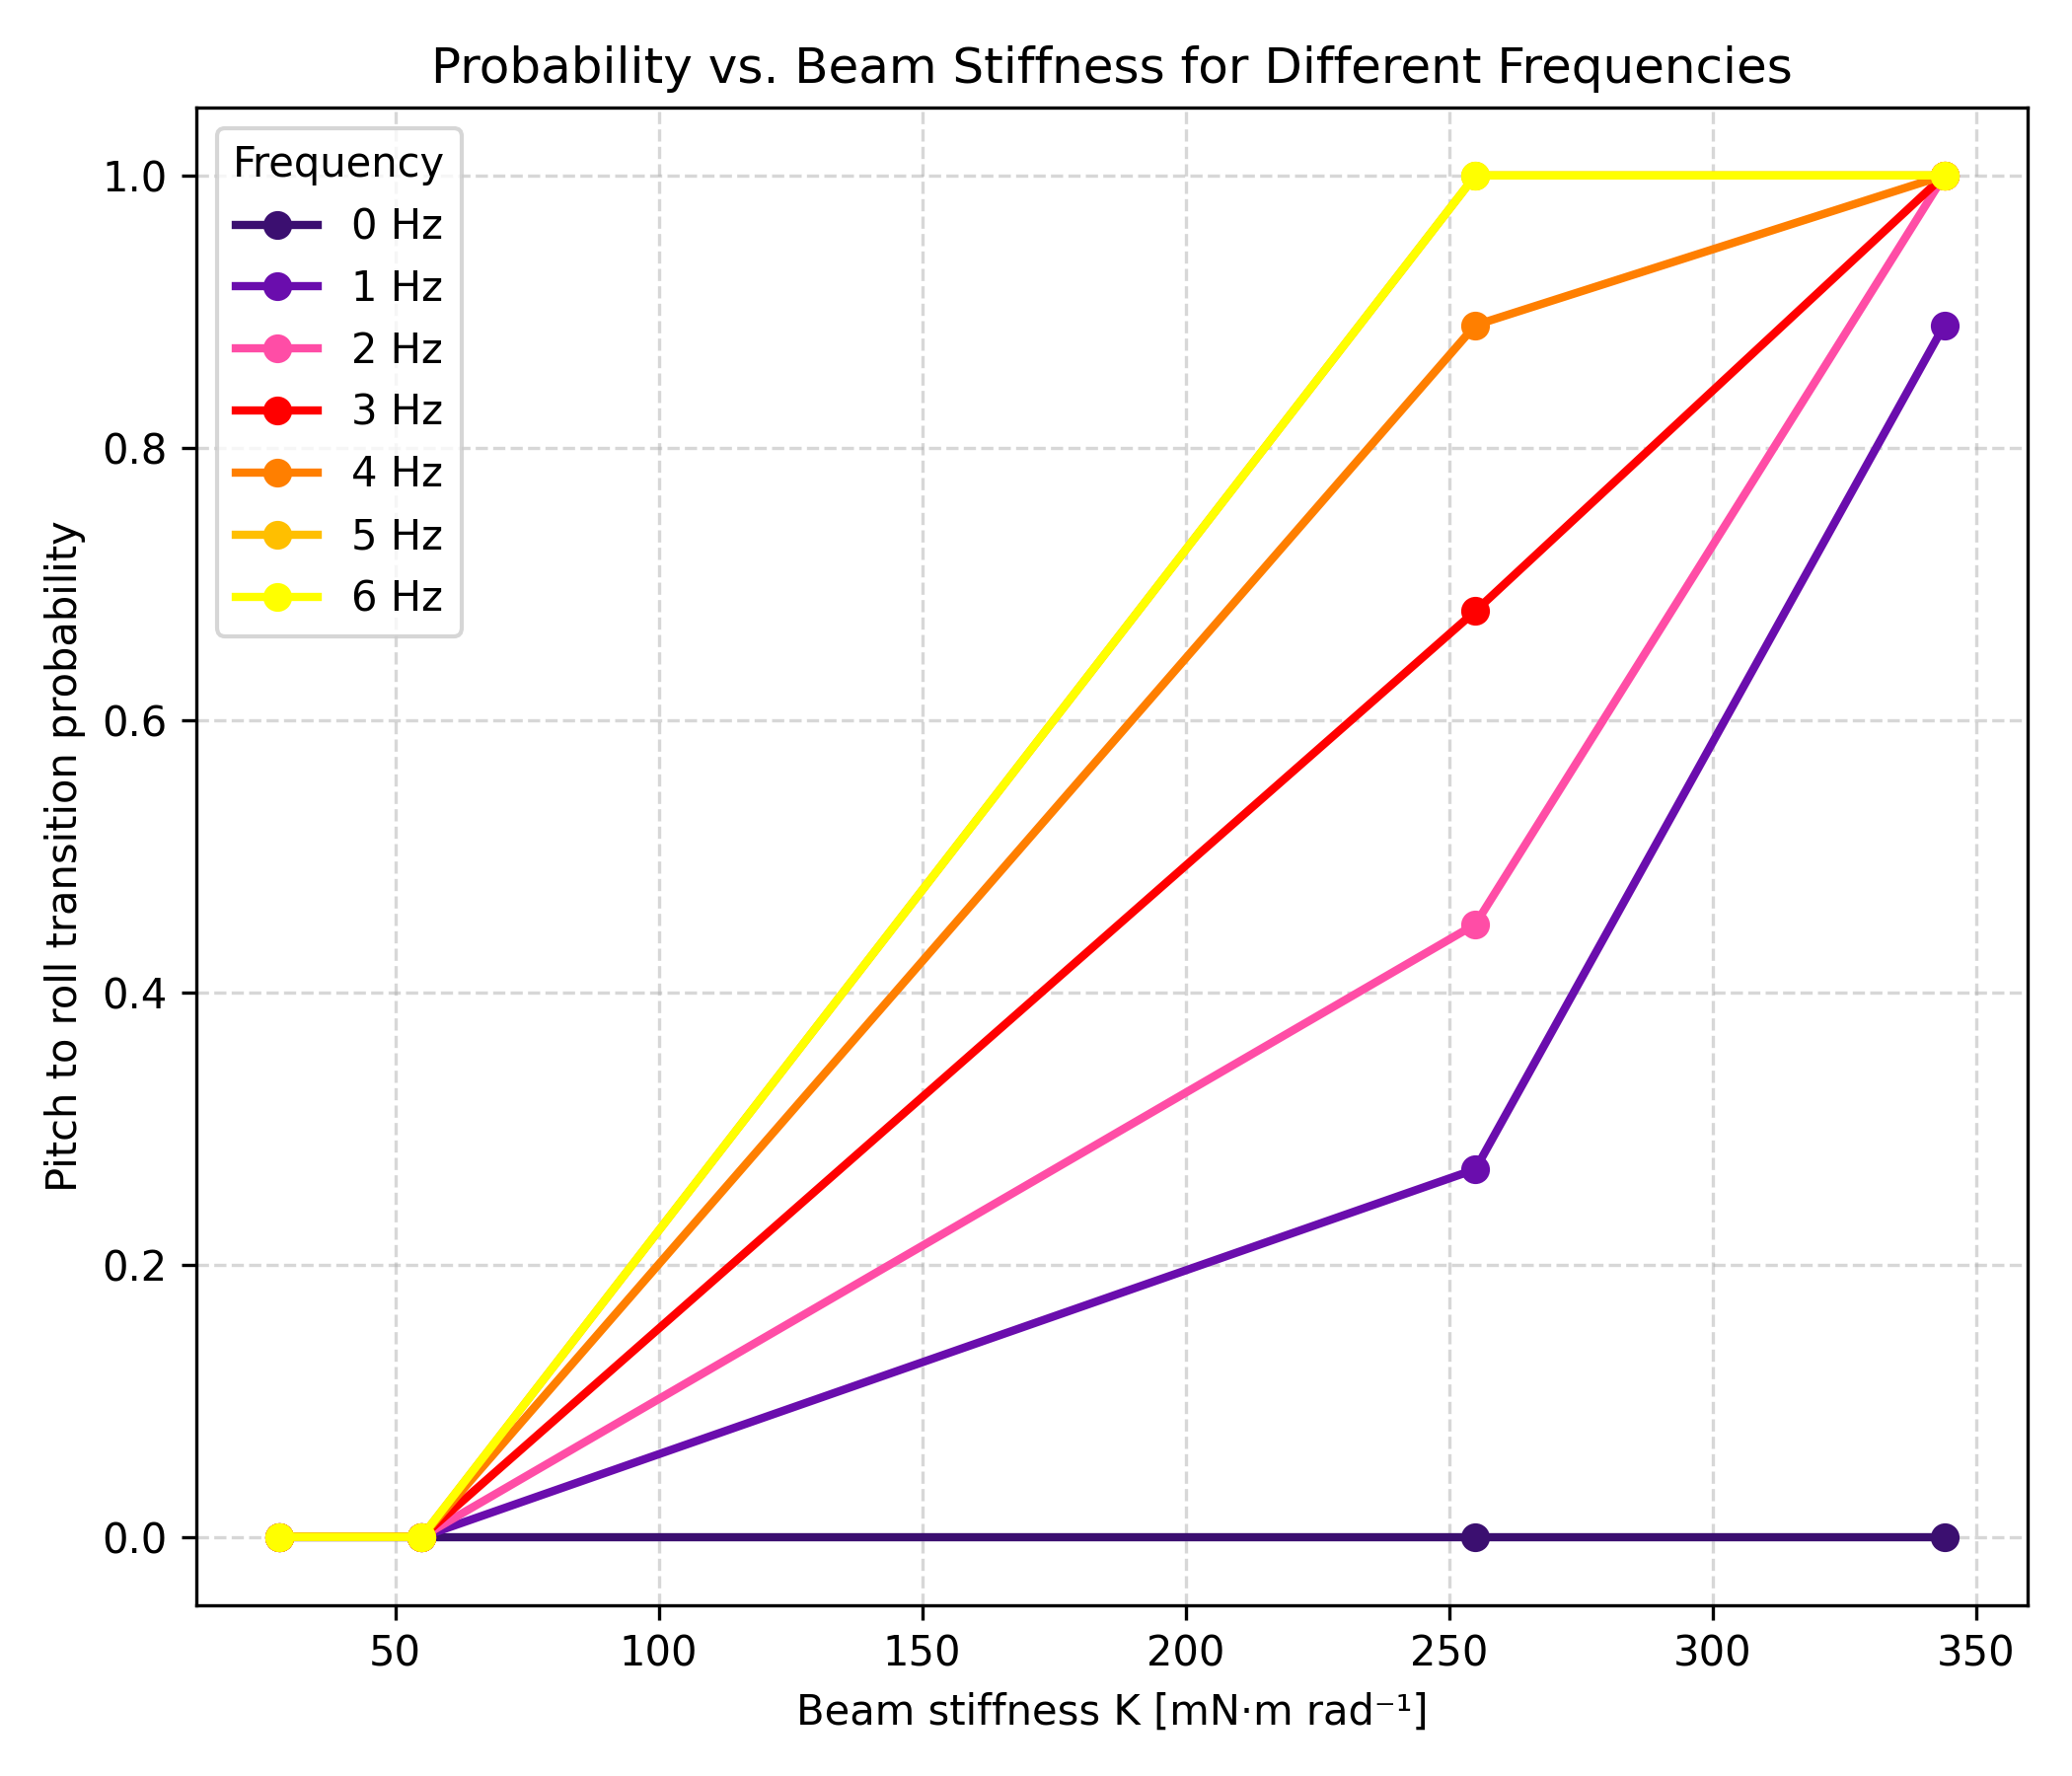 Probability vs. Beam Stiffness for Different Frequencies
Frequency
0 Hz
1 Hz
2 Hz
3 Hz
4 Hz
5 Hz
6 Hz
1.0
0.8
0.6
0.4
0.2
0.0
Pitch to roll transition probability
50 100 150 200 250 300 350
Beam stiffness K [mN·m rad⁻¹]